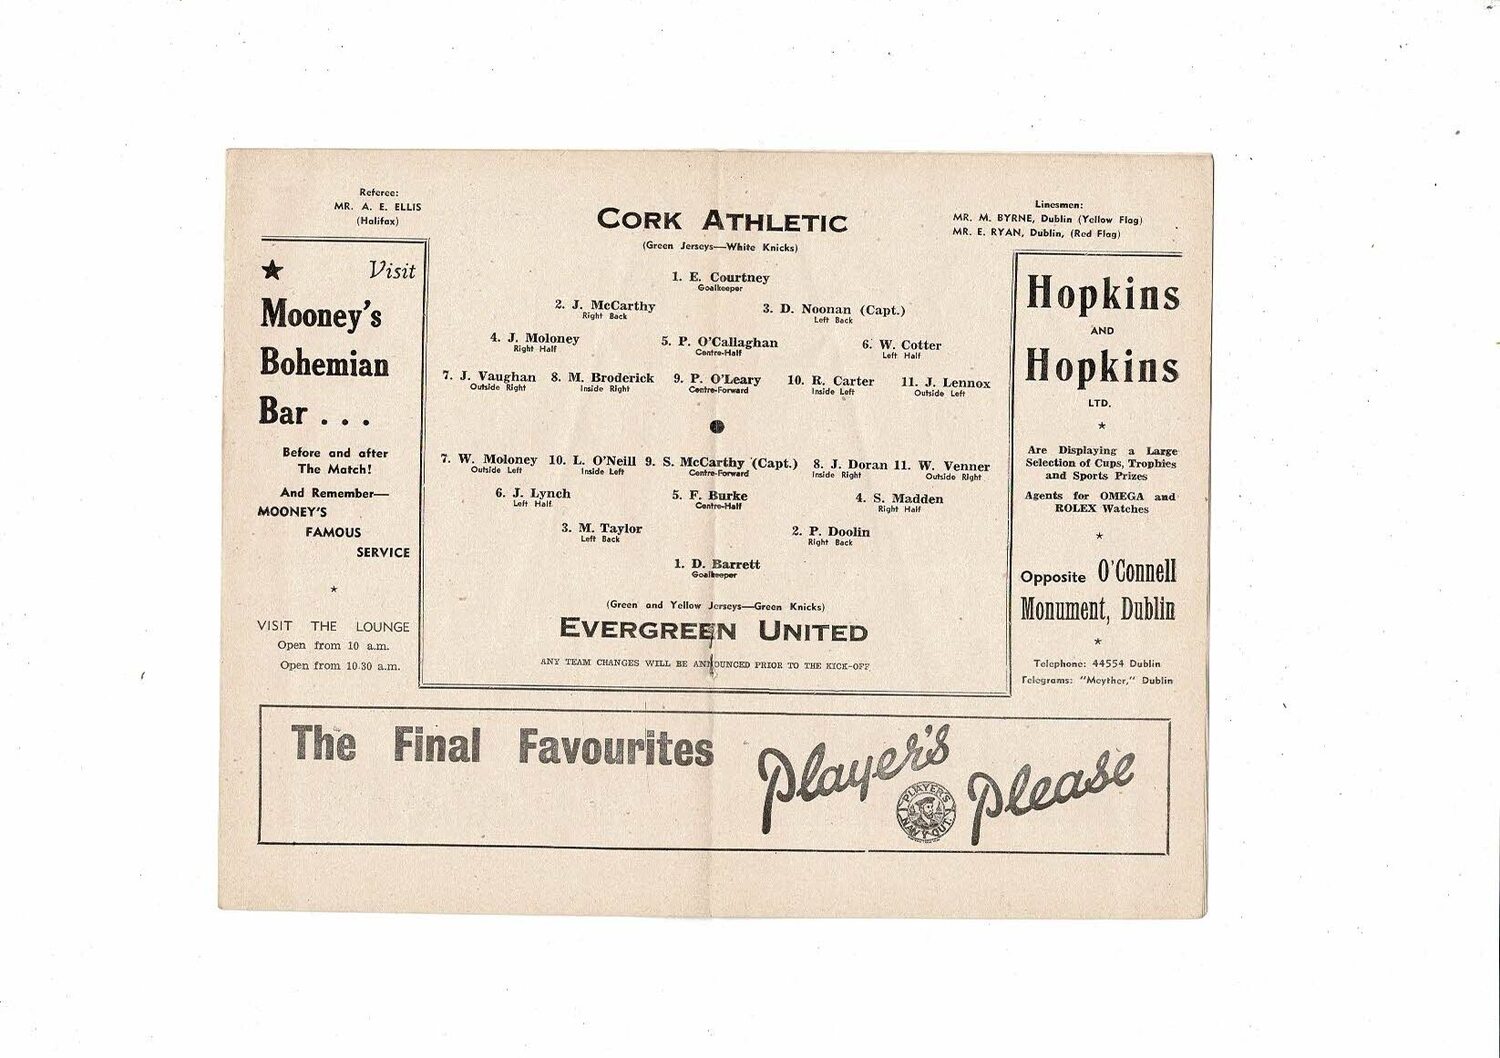 Referee:
MR. A. E. ELLIS
(Halifax)
CORK ATHLETIC
(Green Jerseys—White Knicks)
Linesmen:
MR. M. BYRNE, Dublin (Yellow Flag)
MR. E. RYAN, Dublin, (Red Flag)
1. E. Courtney
Goalkeeper
2. J. McCarthy
Right Back
3. D. Noonan (Capt.)
Left Back
4. J. Moloney
Right Half
5. P. O'Callaghan
Centre-Half
6. W. Cotter
Left Half
7. J. Vaughan
Outside Right
8. M. Broderick
Inside Right
9. P. O'Leary
Centre-Forward
10. R. Carter
Inside Left
11. J. Lennox
Outside Left
7. W. Moloney
Outside Left
10. L. O'Neill
Inside Left
9. S. McCarthy (Capt.)
Centre-Forward
8. J. Doran
Inside Right
11. W. Venner
Outside Right
6. J. Lynch
Left Half
5. F. Burke
Centre-Half
4. S. Madden
Right Half
3. M. Taylor
Left Back
2. P. Doolin
Right Back
1. D. Barrett
Goalkeeper
(Green and Yellow Jerseys—Green Knicks)
EVERGREEN UNITED
ANY TEAM CHANGES WILL BE ANNOUNCED PRIOR TO THE KICK-OFF
Visit
Mooney's
Bohemian
Bar . . .
Before and after
The Match!
And Remember—
MOONEY'S
FAMOUS
SERVICE
VISIT THE LOUNGE
Open from 10 a.m.
Open from 10.30 a.m.
Hopkins
AND
Hopkins
LTD.
Are Displaying a Large
Selection of Cups, Trophies
and Sports Prizes
Agents for OMEGA and
ROLEX Watches
Opposite O'Connell
Monument, Dublin
Telephone: 44554 Dublin
Telegrams: "Meyther," Dublin
The Final Favourites
Player's
Please
PLAYER'S
NAVY CUT